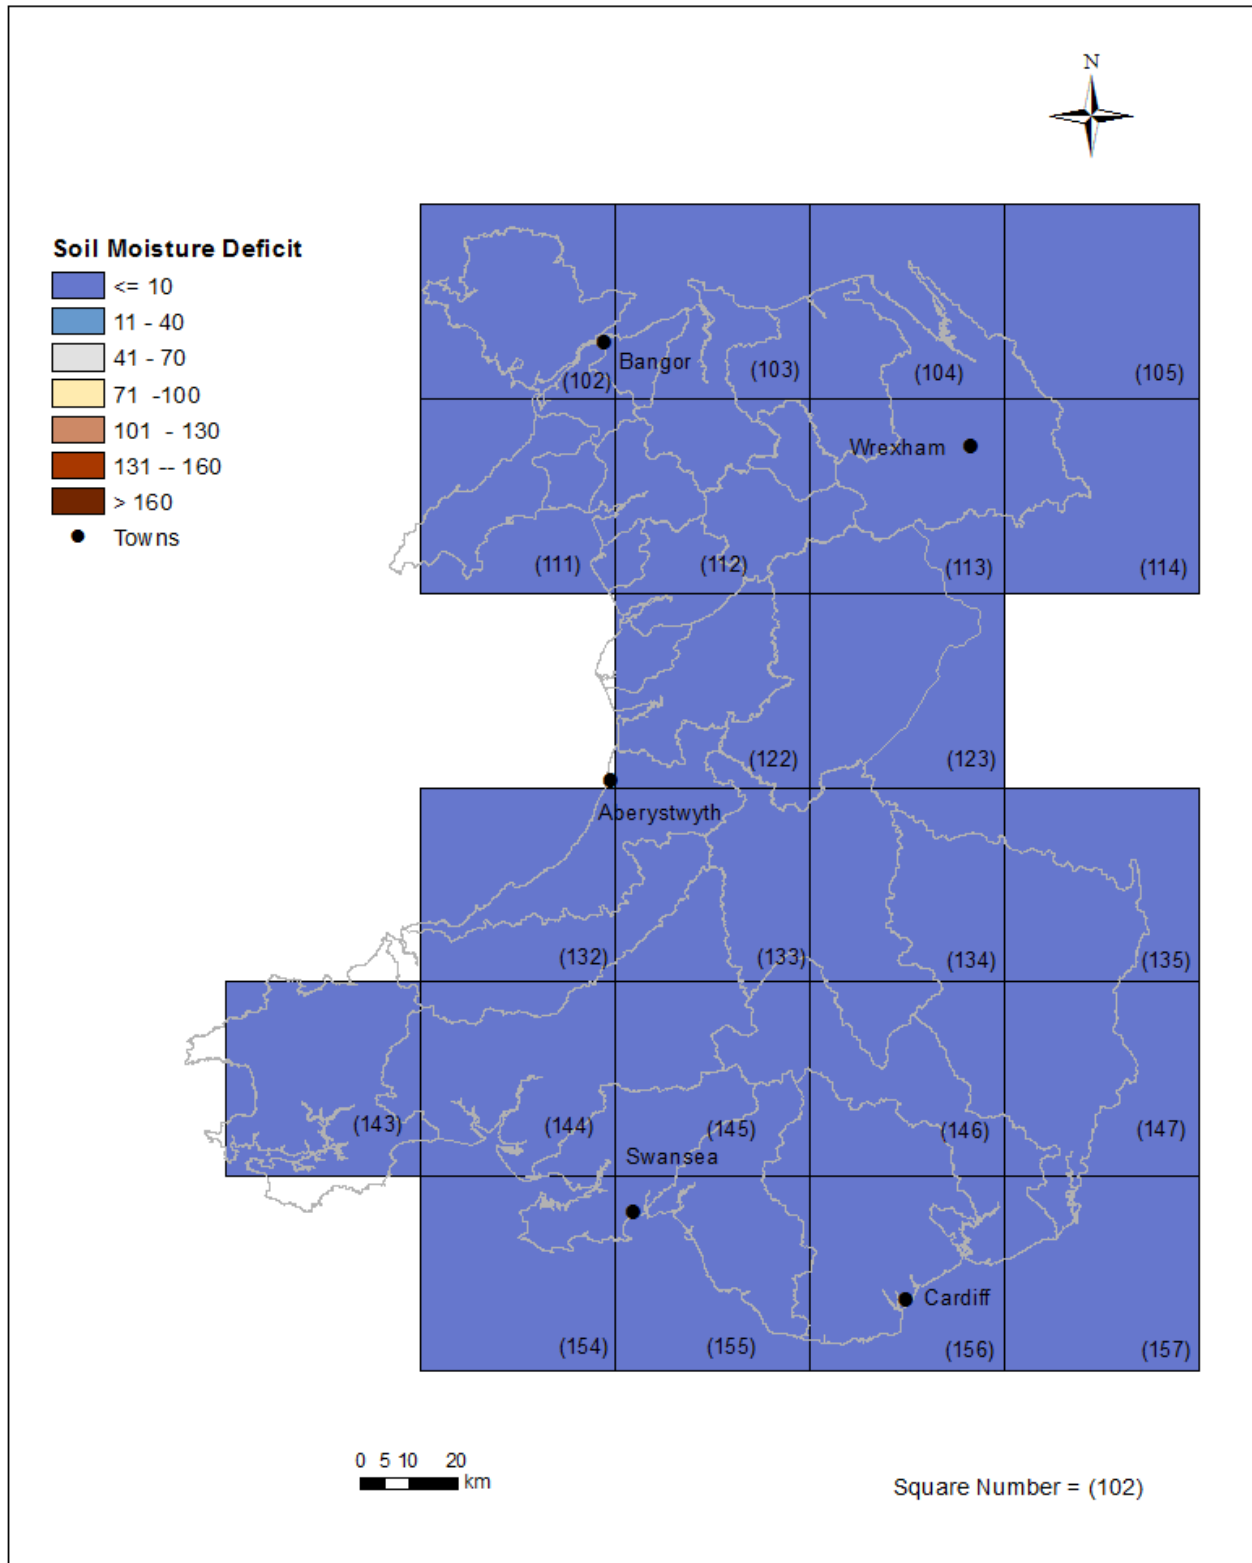 N
Soil Moisture Deficit
<= 10
11 - 40
41 - 70
71 -100
101 - 130
131 -- 160
> 160
Towns
Bangor
(102)
(103)
(104)
(105)
Wrexham
(111)
(112)
(113)
(114)
(122)
(123)
Aberystwyth
(132)
(133)
(134)
(135)
(143)
(144)
(145)
(146)
(147)
Swansea
Cardiff
(154)
(155)
(156)
(157)
0 5 10 20
km
Square Number = (102)